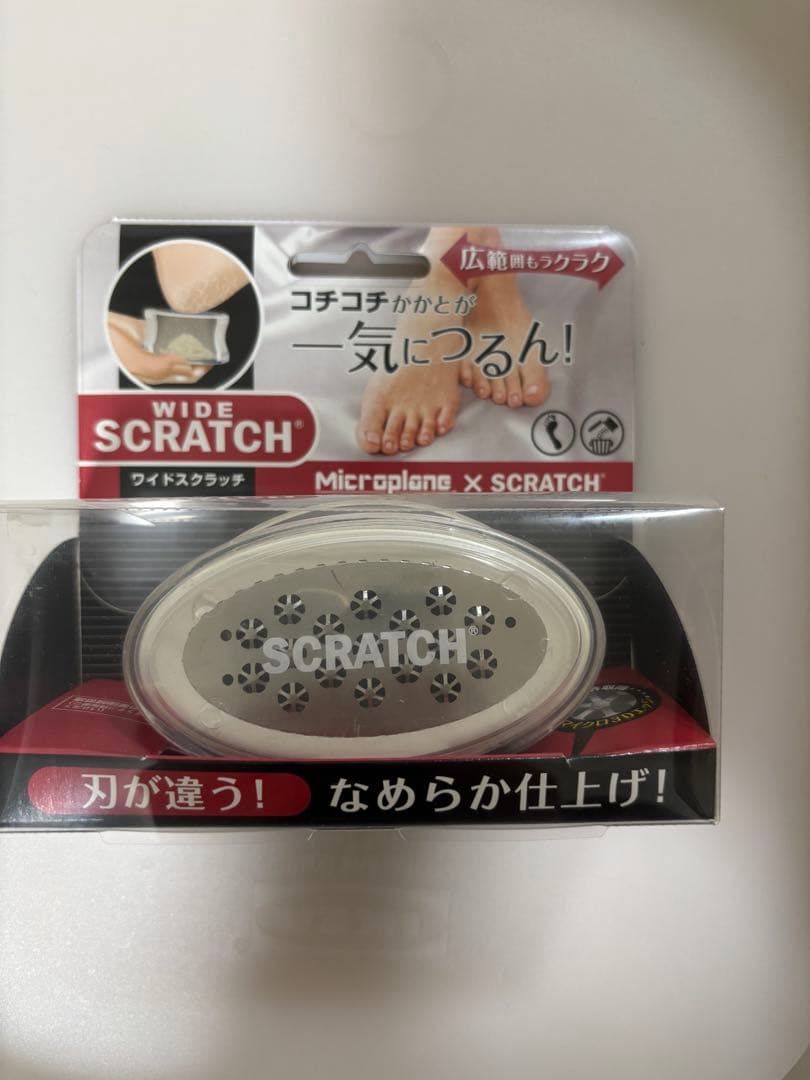 広範囲もラクラク
コチコチかかとが
一気につるん!
WIDE
SCRATCH®
ワイドスクラッチ
Microplane X SCRATCH®
SCRATCH®
刃が違う!
なめらか仕上げ!